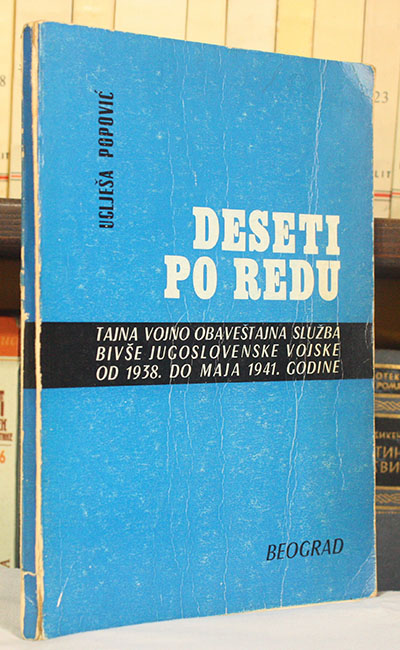 UGLJEŠA POPOVIĆ
DESETI
PO REDU
TAJNA VOJNO OBAVEŠTAJNA SLUŽBA
BIVŠE JUGOSLOVENSKE VOJSKE
OD 1938. DO MAJA 1941. GODINE
BEOGRAD
23